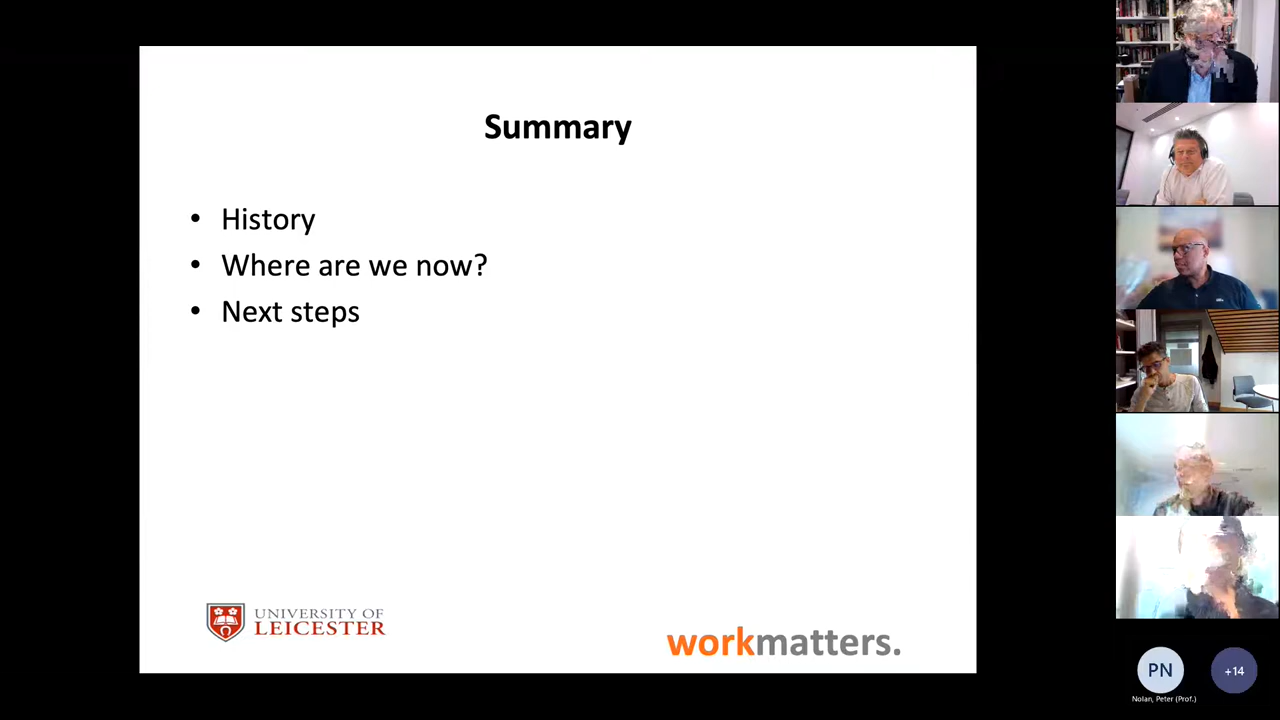 Summary
• History
• Where are we now?
• Next steps
UNIVERSITY OF
LEICESTER
workmatters.
PN
+14
Nolan, Peter (Prof.)